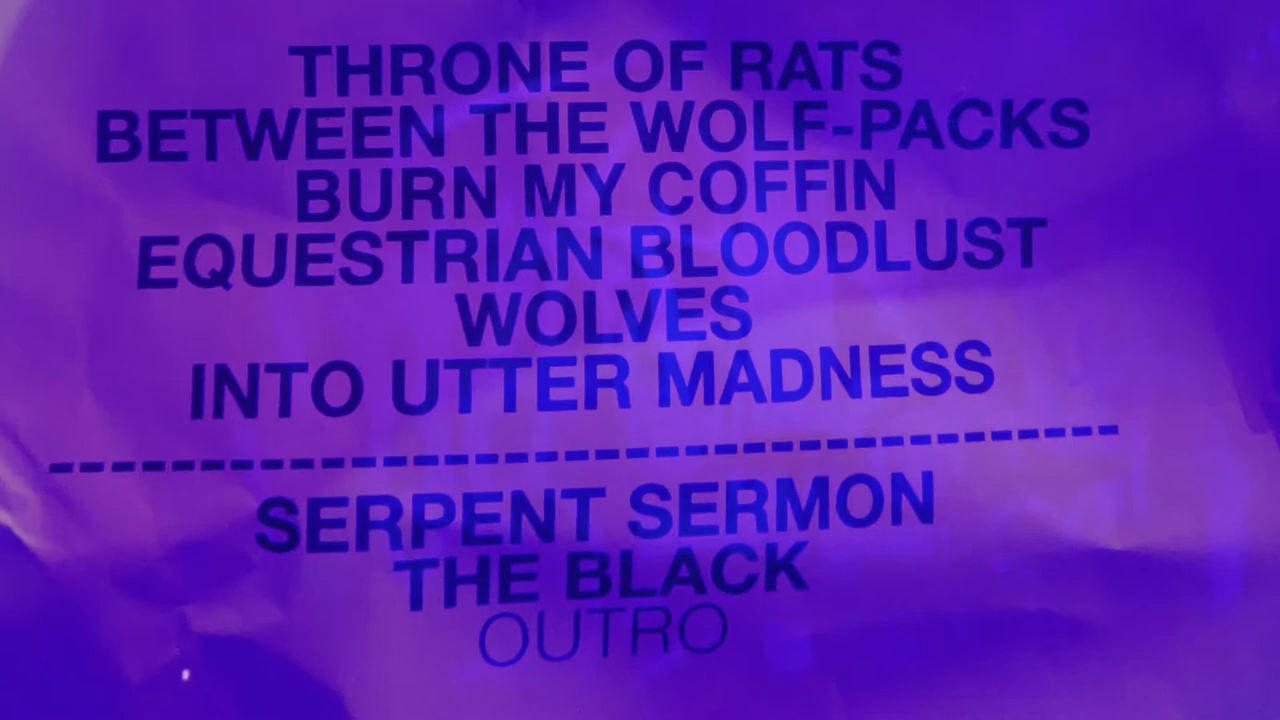 THRONE OF RATS
BETWEEN THE WOLF-PACKS
BURN MY COFFIN
EQUESTRIAN BLOODLUST
WOLVES
INTO UTTER MADNESS
------------------------------------
SERPENT SERMON
THE BLACK
OUTRO